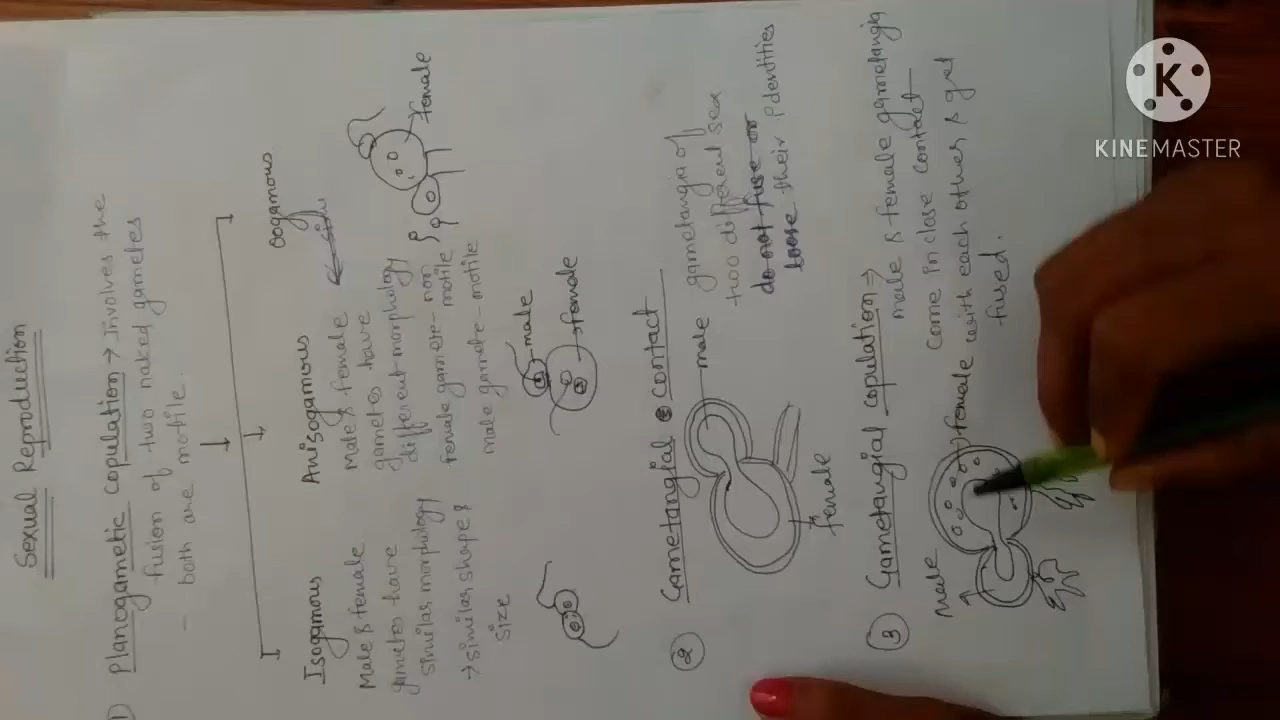 Sexual Reproduction
1) Planogametic copulation → Involves the
fusion of two naked gametes
- both are motile.
Isogamous
Male & female
gametes have
similar morphology
→ similar shape &
size
Anisogamous
Male & female
gametes have
different morphology
female gamete - non
motile
male gamete - motile
male
female
oogamous
female
2 Gametangial contact
gametangia of
two different sex
do not fuse or
loose their identities
male
female
3 Gametangial copulation ⇒
male & female gametangia
come in close contact
with each other & get
fused.
male
female
KINEMASTER